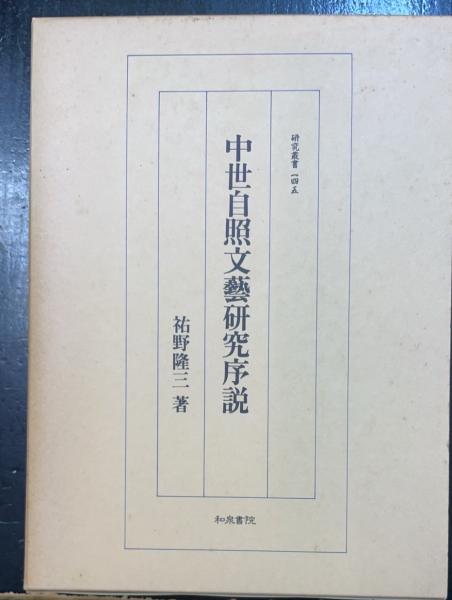 研究叢書 一四五
中世自照文藝研究序説
祐野隆三 著
和泉書院